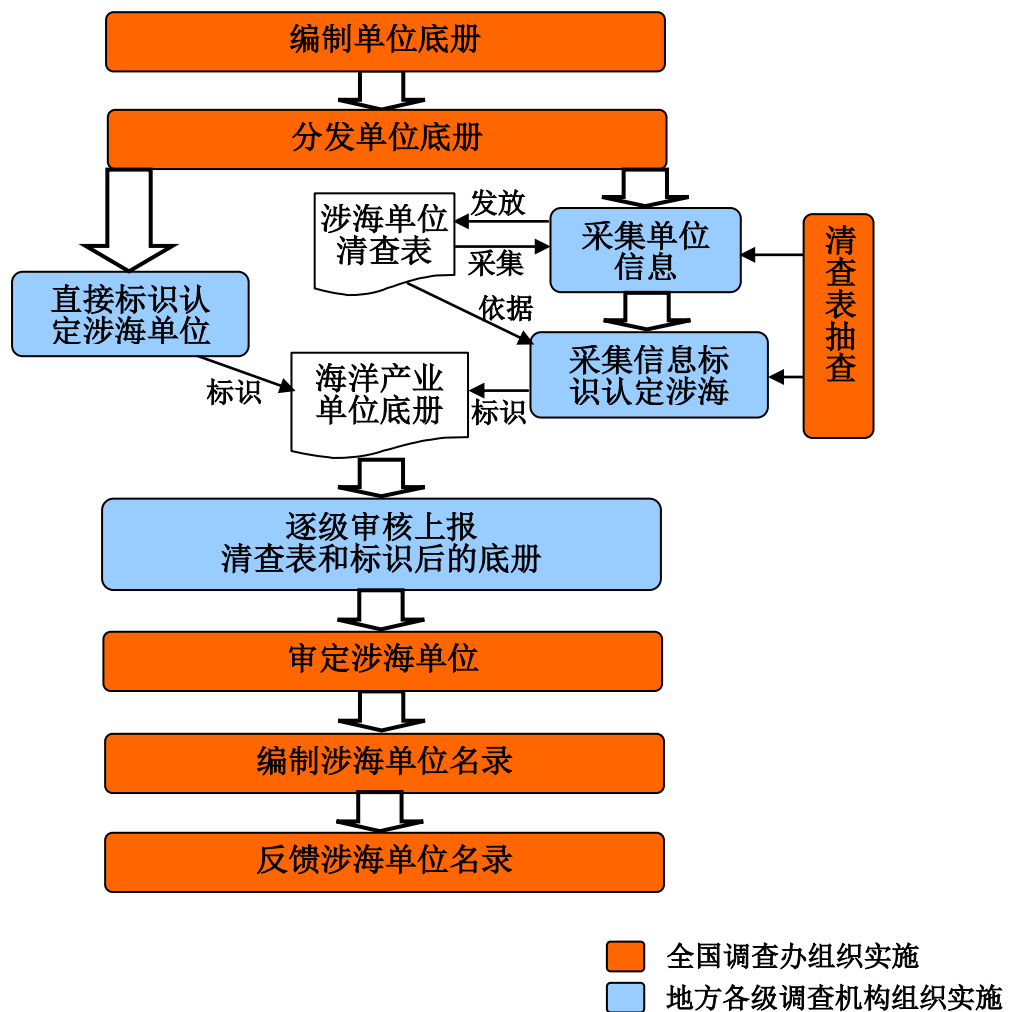 编制单位底册
分发单位底册
涉海单位
清查表
发放
采集
采集单位
信息
清查表抽查
直接标识认
定涉海单位
依据
采集信息标
识认定涉海
标识
海洋产业
单位底册
标识
逐级审核上报
清查表和标识后的底册
审定涉海单位
编制涉海单位名录
反馈涉海单位名录
全国调查办组织实施
地方各级调查机构组织实施